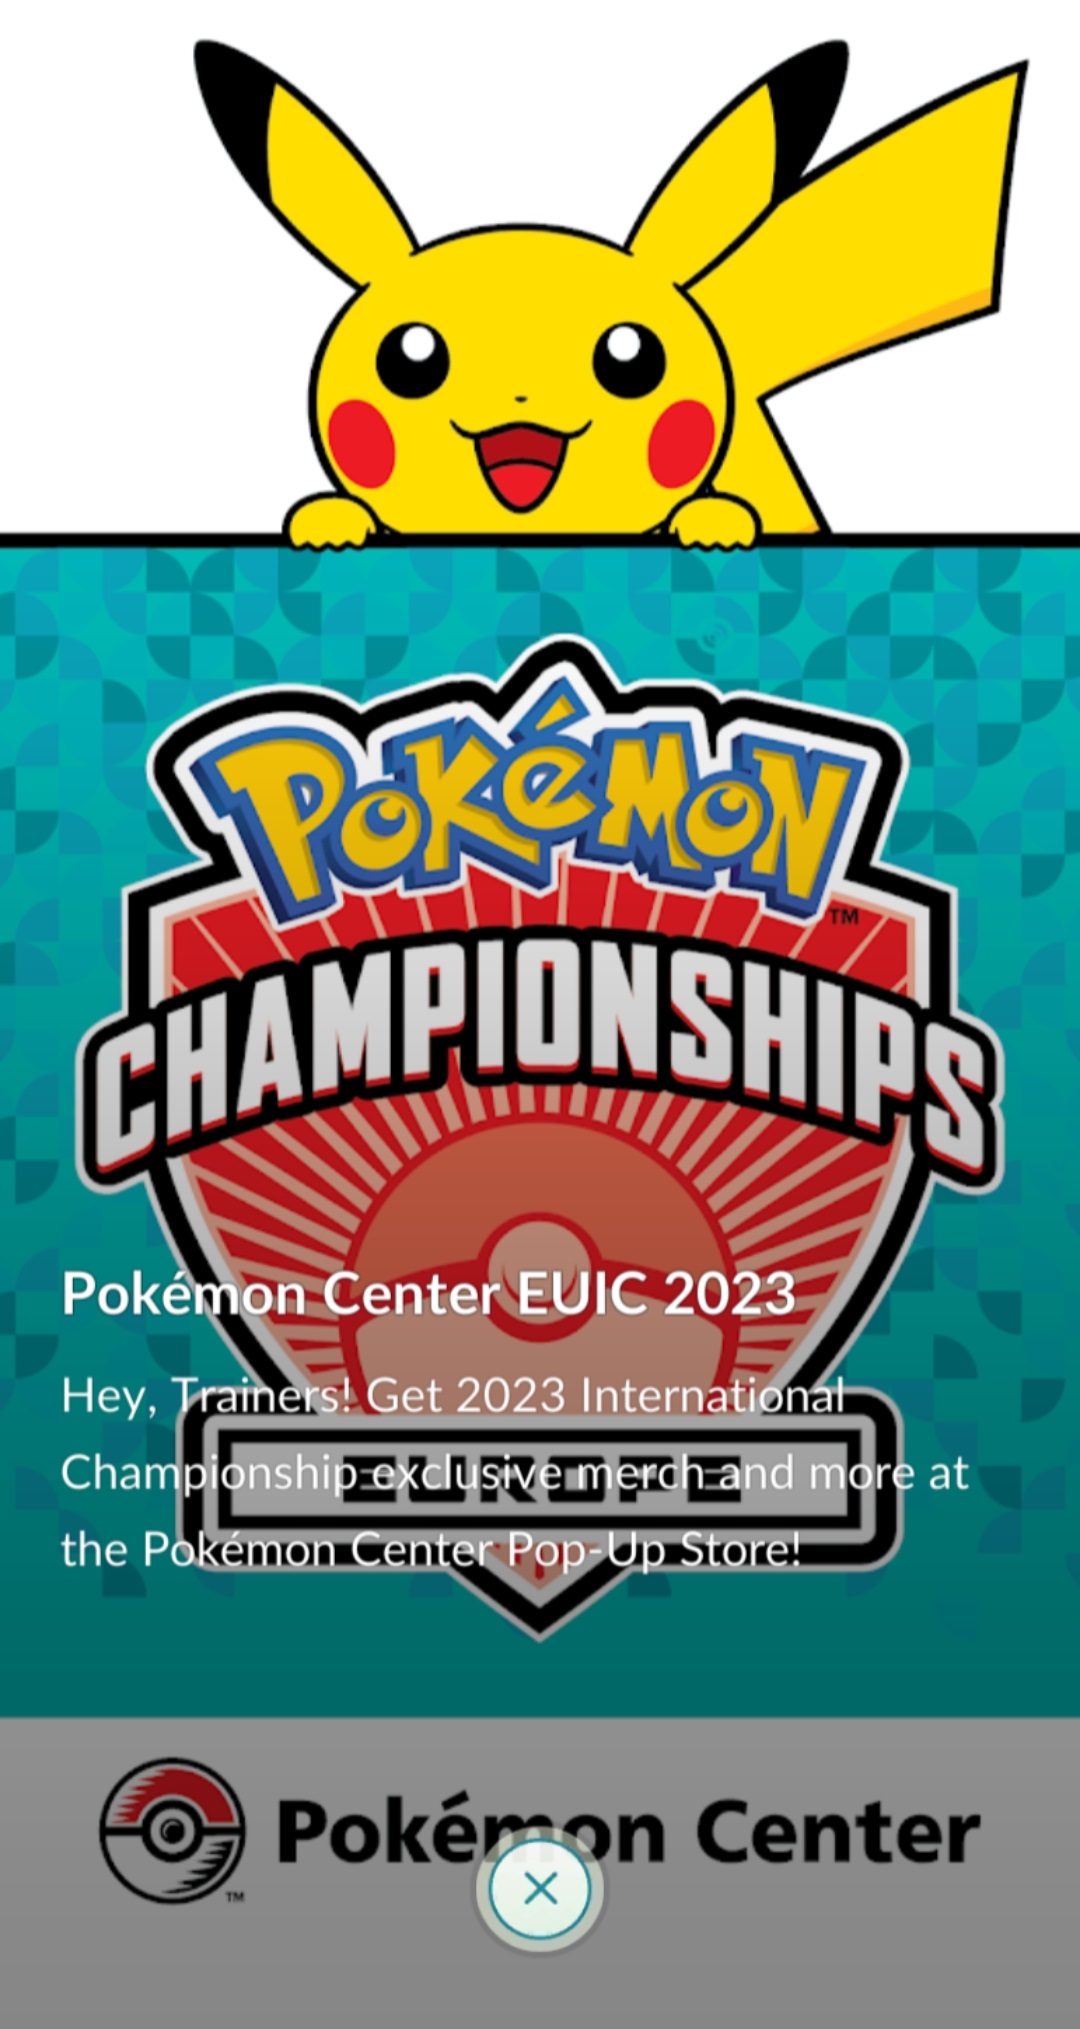 Pokémon
TM
CHAMPIONSHIPS
Pokémon Center EUIC 2023
Hey, Trainers! Get 2023 International
Championship exclusive merch and more at
EUROPE
the Pokémon Center Pop-Up Store!
Pokémon Center
TM